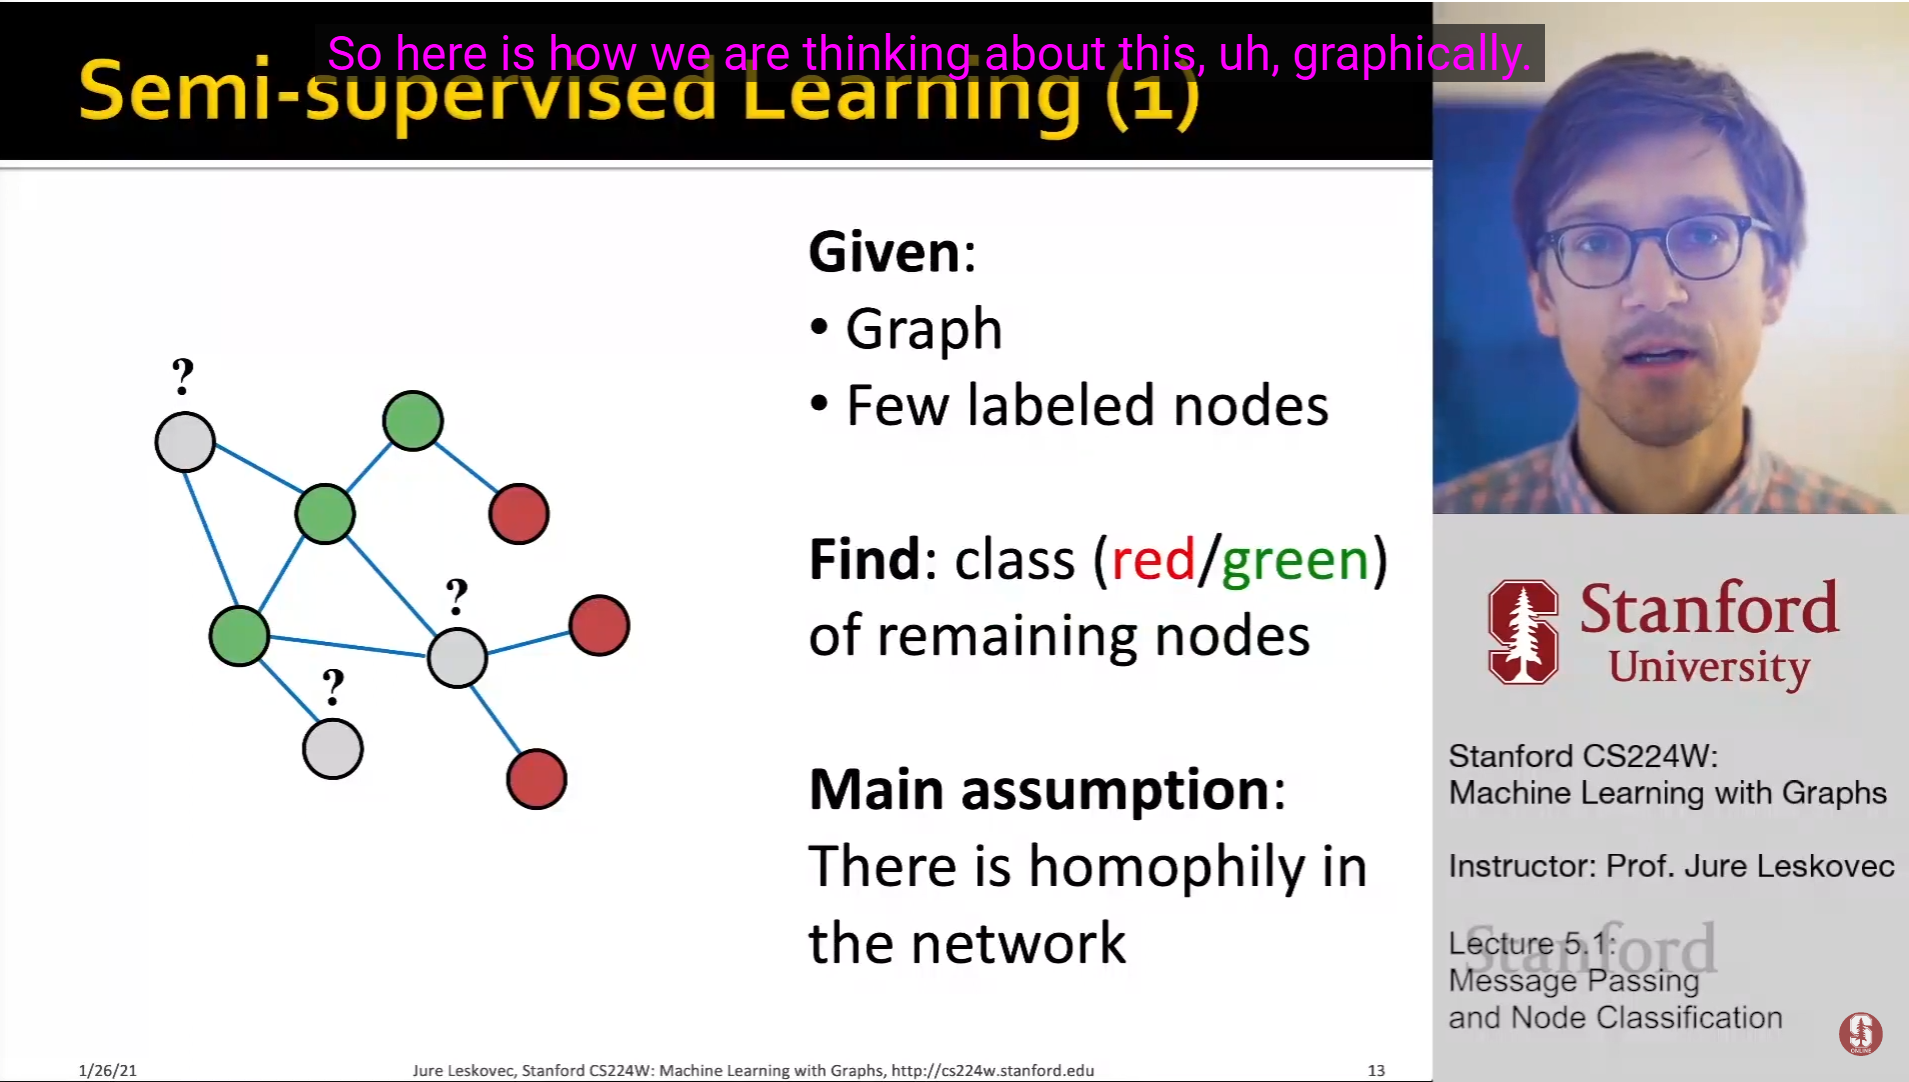 So here is how we are thinking about this, uh, graphically.
Semi-supervised Learning (1)
?
?
?
Given:
• Graph
• Few labeled nodes
Find: class (red/green)
of remaining nodes
Main assumption:
There is homophily in
the network
1/26/21
Jure Leskovec, Stanford CS224W: Machine Learning with Graphs, http://cs224w.stanford.edu
13
Stanford
University
Stanford CS224W:
Machine Learning with Graphs
Instructor: Prof. Jure Leskovec
Stanford
Lecture 5.1:
Message Passing
and Node Classification
S
ONLINE